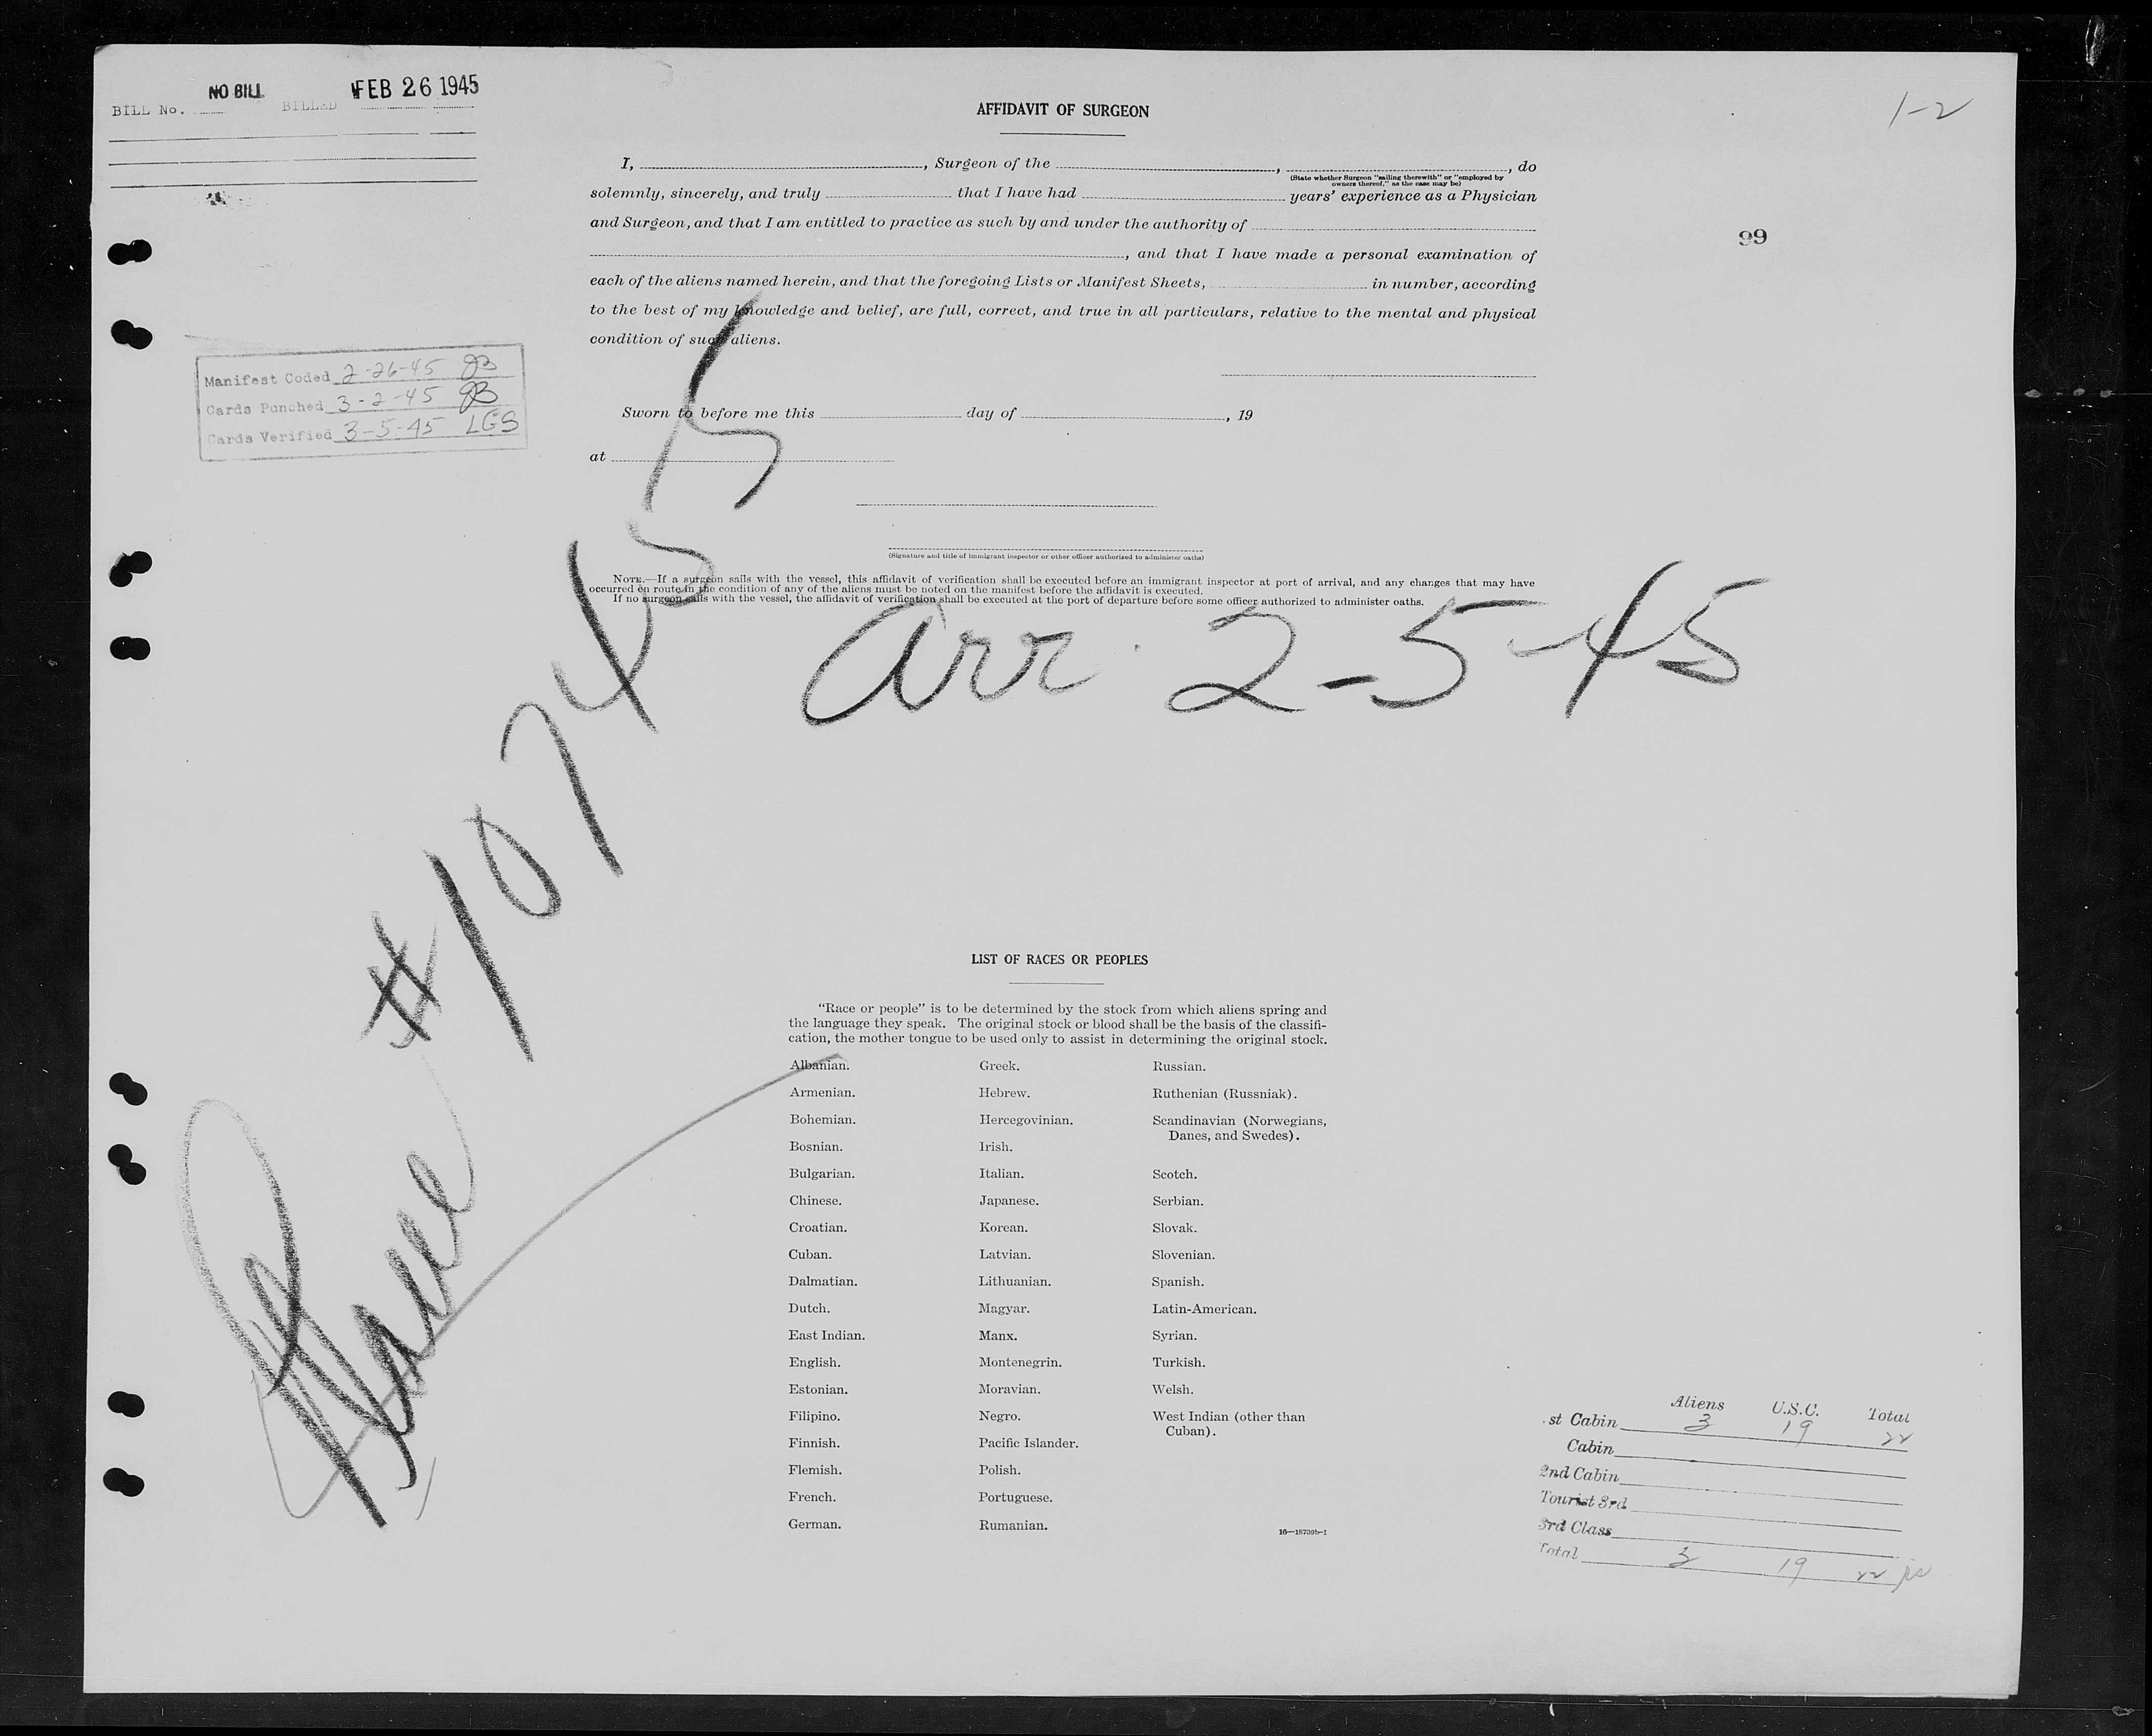 NO BILL FEB 26 1945
BILL No. BILLED
AFFIDAVIT OF SURGEON
1-2
I, , Surgeon of the , , do
(State whether Surgeon "sailing therewith" or "employed by
owners thereof," as the case may be)
solemnly, sincerely, and truly that I have had years' experience as a Physician
and Surgeon, and that I am entitled to practice as such by and under the authority of
, and that I have made a personal examination of
each of the aliens named herein, and that the foregoing Lists or Manifest Sheets, in number, according
to the best of my knowledge and belief, are full, correct, and true in all particulars, relative to the mental and physical
condition of such aliens.
99
Manifest Coded 2-26-45 JB
Cards Punched 3-2-45 JB
Cards Verified 3-5-45 LGS
Sworn to before me this day of , 19
at
(Signature and title of immigrant inspector or other officer authorized to administer oaths)
NOTE.—If a surgeon sails with the vessel, this affidavit of verification shall be executed before an immigrant inspector at port of arrival, and any changes that may have
occurred en route in the condition of any of the aliens must be noted on the manifest before the affidavit is executed.
If no surgeon sails with the vessel, the affidavit of verification shall be executed at the port of departure before some officer authorized to administer oaths.
Arr. 2-5-45
Plane #107455
LIST OF RACES OR PEOPLES
"Race or people" is to be determined by the stock from which aliens spring and
the language they speak. The original stock or blood shall be the basis of the classifi-
cation, the mother tongue to be used only to assist in determining the original stock.
Albanian.
Armenian.
Bohemian.
Bosnian.
Bulgarian.
Chinese.
Croatian.
Cuban.
Dalmatian.
Dutch.
East Indian.
English.
Estonian.
Filipino.
Finnish.
Flemish.
French.
German.
Greek.
Hebrew.
Hercegovinian.
Irish.
Italian.
Japanese.
Korean.
Latvian.
Lithuanian.
Magyar.
Manx.
Montenegrin.
Moravian.
Negro.
Pacific Islander.
Polish.
Portuguese.
Rumanian.
Russian.
Ruthenian (Russniak).
Scandinavian (Norwegians,
Danes, and Swedes).
Scotch.
Serbian.
Slovak.
Slovenian.
Spanish.
Latin-American.
Syrian.
Turkish.
Welsh.
West Indian (other than
Cuban).
16—18709b-1
Aliens U.S.C. Total
st Cabin 3 19 22
Cabin
2nd Cabin
Tourist 3rd
3rd Class
Total 3 19 22